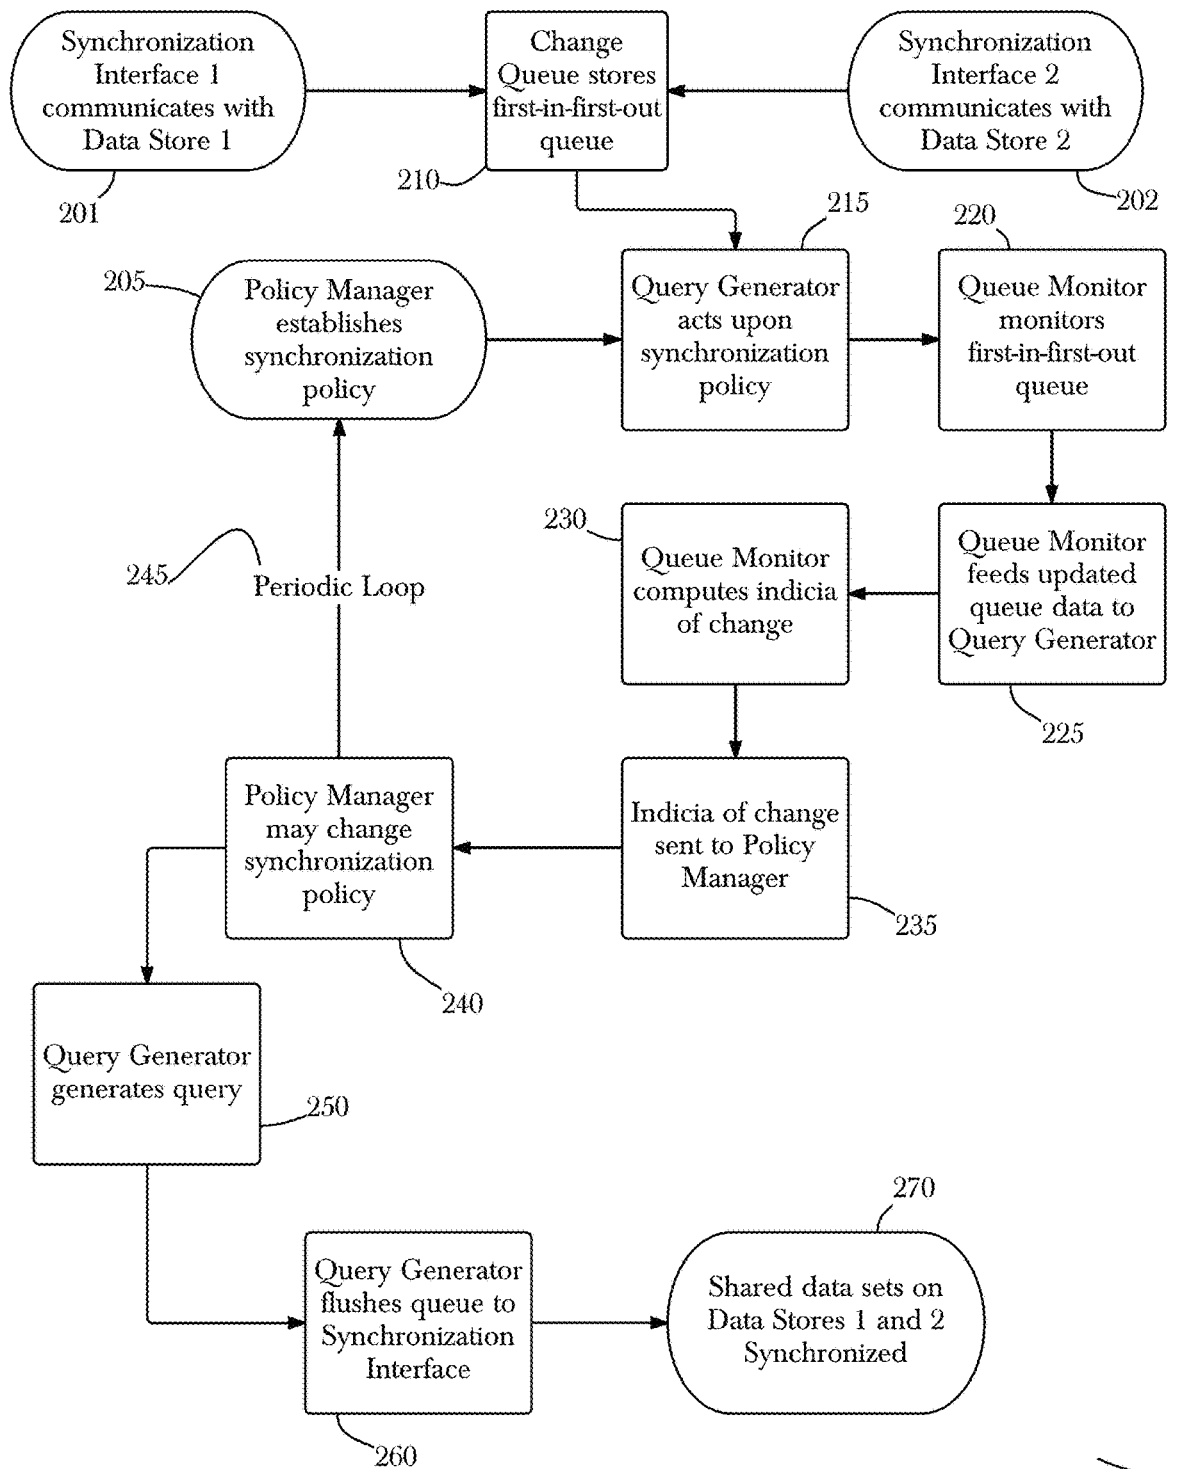 Synchronization
Interface 1
communicates with
Data Store 1
201
Change
Queue stores
first-in-first-out
queue
210
Synchronization
Interface 2
communicates with
Data Store 2
202
205
Policy Manager
establishes
synchronization
policy
215
Query Generator
acts upon
synchronization
policy
220
Queue Monitor
monitors
first-in-first-out
queue
230
Queue Monitor
computes indicia
of change
Queue Monitor
feeds updated
queue data to
Query Generator
225
245
Periodic Loop
Policy Manager
may change
synchronization
policy
240
Indicia of change
sent to Policy
Manager
235
Query Generator
generates query
250
Query Generator
flushes queue to
Synchronization
Interface
260
270
Shared data sets on
Data Stores 1 and 2
Synchronized